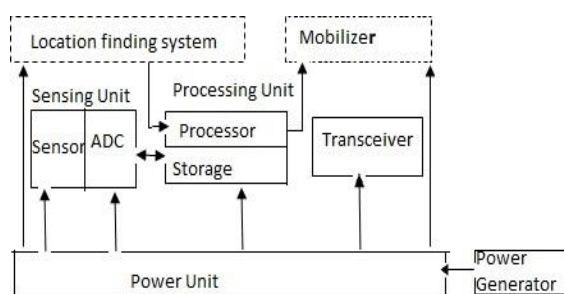 Location finding system
Mobilizer
Sensing Unit
Processing Unit
Sensor
ADC
Processor
Storage
Transceiver
Power Unit
Power
Generator